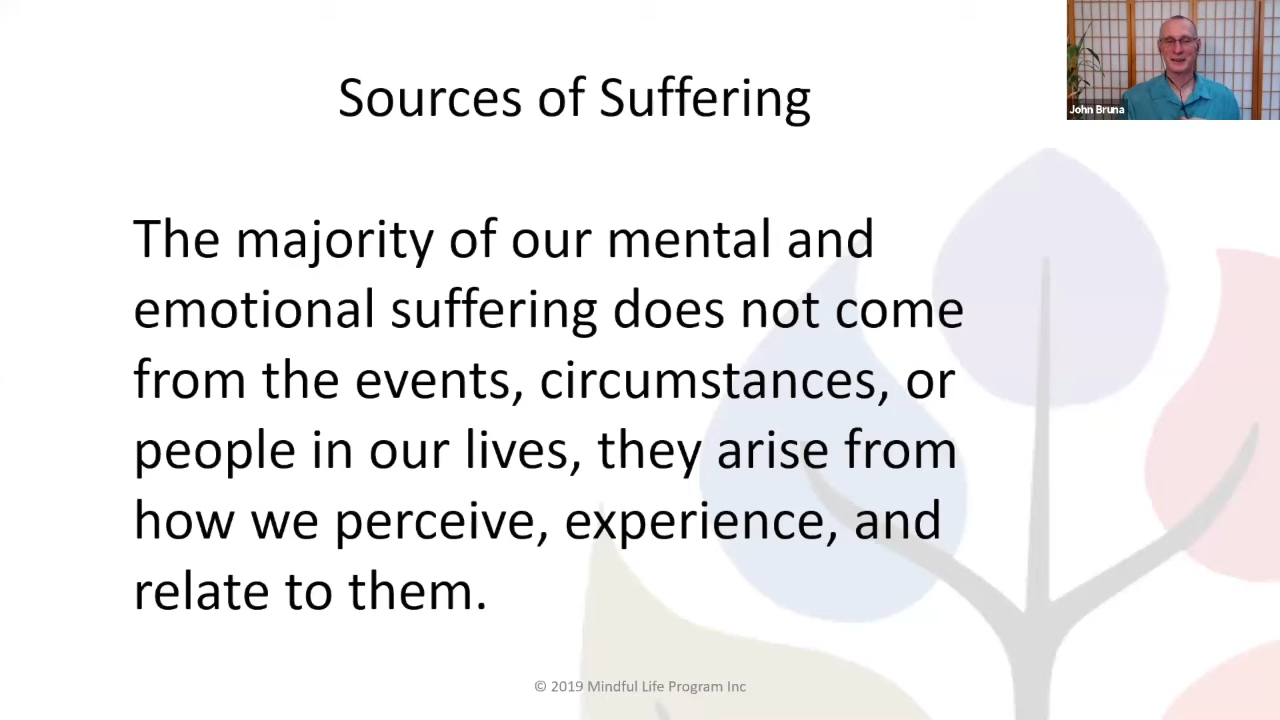 Sources of Suffering
John Bruna
The majority of our mental and
emotional suffering does not come
from the events, circumstances, or
people in our lives, they arise from
how we perceive, experience, and
relate to them.
© 2019 Mindful Life Program Inc